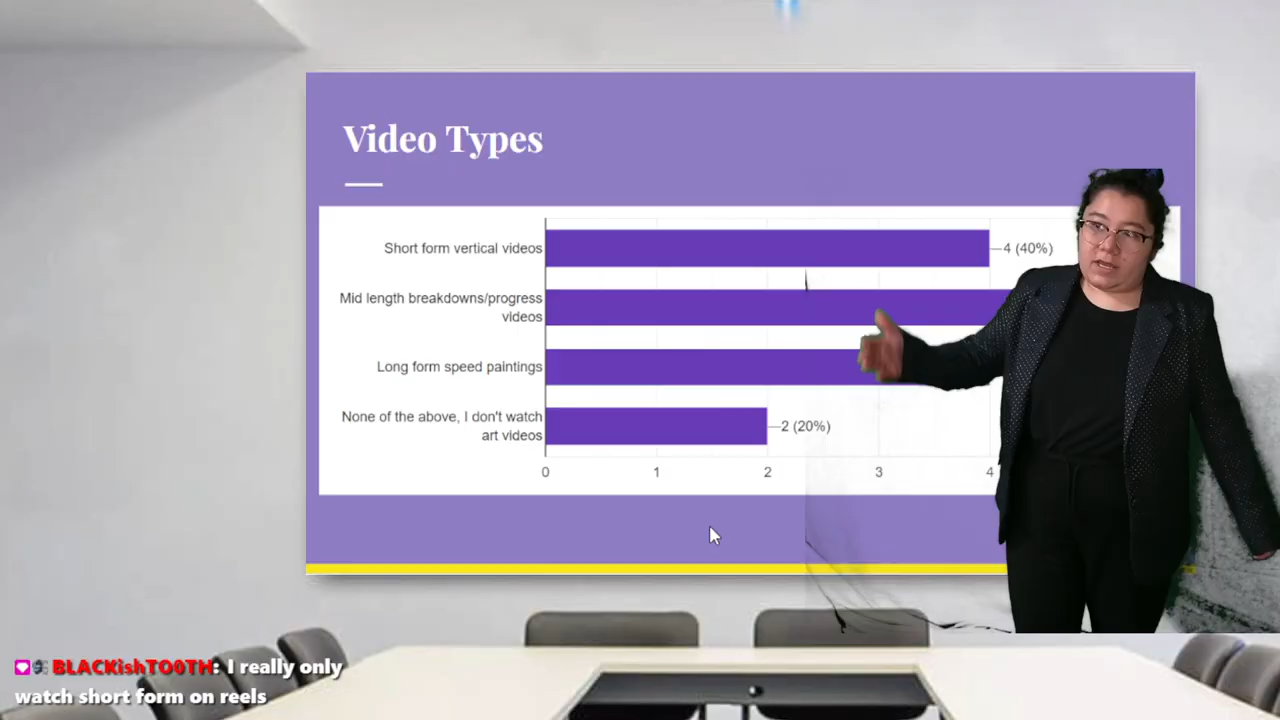 Video Types
Short form vertical videos
4 (40%)
Mid length breakdowns/progress
videos
Long form speed paintings
None of the above, I don't watch
art videos
2 (20%)
0 1 2 3 4
BLACKishTO0TH: I really only
watch short form on reels